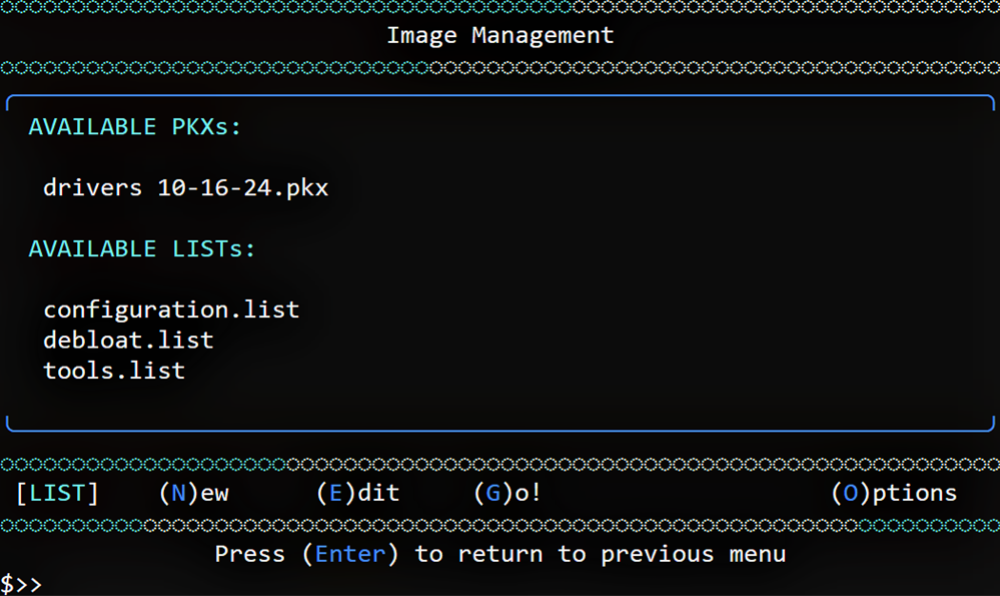 Image Management
AVAILABLE PKXs:
drivers 10-16-24.pkx
AVAILABLE LISTs:
configuration.list
debloat.list
tools.list
[LIST] (N)ew (E)dit (G)o! (O)ptions
Press (Enter) to return to previous menu
$>>